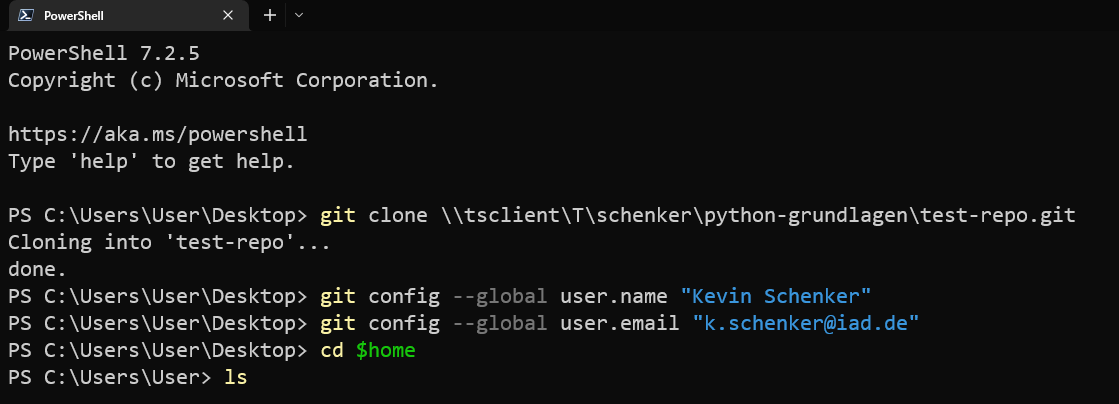 PowerShell
PowerShell 7.2.5
Copyright (c) Microsoft Corporation.
https://aka.ms/powershell
Type 'help' to get help.
PS C:\Users\User\Desktop> git clone \\tsclient\T\schenker\python-grundlagen\test-repo.git
Cloning into 'test-repo'...
done.
PS C:\Users\User\Desktop> git config --global user.name "Kevin Schenker"
PS C:\Users\User\Desktop> git config --global user.email "k.schenker@iad.de"
PS C:\Users\User\Desktop> cd $home
PS C:\Users\User> ls